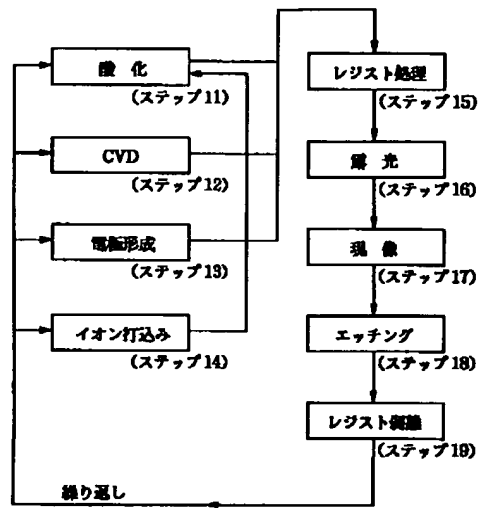 酸 化
(ステップ11)
CVD
(ステップ12)
電極形成
(ステップ13)
イオン打込み
(ステップ14)
レジスト処理
(ステップ15)
露 光
(ステップ16)
現 像
(ステップ17)
エッチング
(ステップ18)
レジスト剥離
(ステップ19)
繰り返し